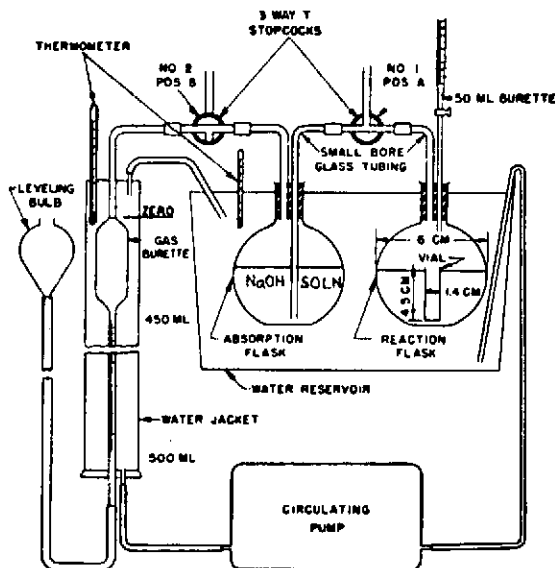 3 WAY T
STOPCOCKS
THERMOMETER
NO 2
POS B
NO 1
POS A
50 ML BURETTE
SMALL BORE
GLASS TUBING
LEVELING
BULB
ZERO
GAS
BURETTE
6 CM
VIAL
NaOH SOLN
4.5 CM
1.4 CM
450 ML
ABSORPTION
FLASK
REACTION
FLASK
WATER RESERVOIR
WATER JACKET
500 ML
CIRCULATING
PUMP